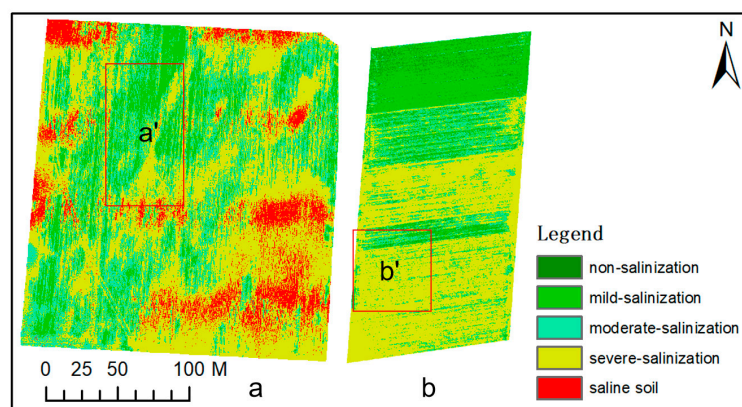 N
a'
b'
Legend
non-salinization
mild-salinization
moderate-salinization
severe-salinization
saline soil
0 25 50 100 M
a
b